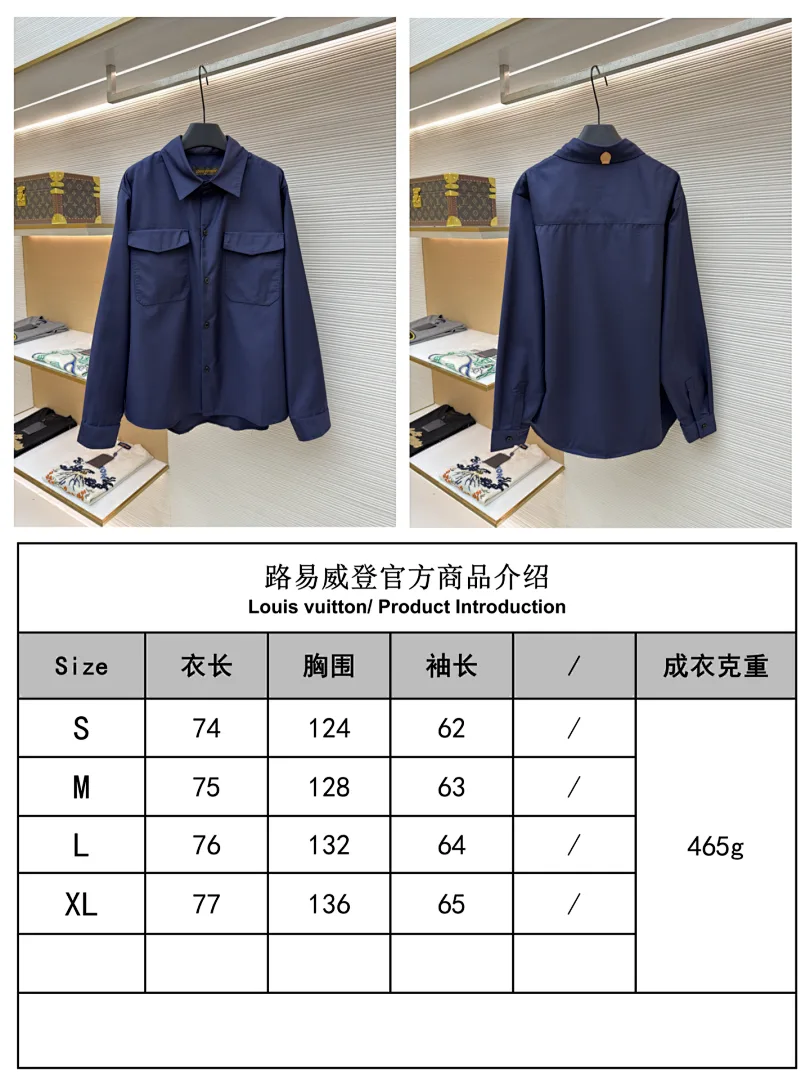 路易威登官方商品介绍
Louis vuitton/ Product Introduction
Size 衣长 胸围 袖长 / 成衣克重
S 74 124 62 /
M 75 128 63 /
L 76 132 64 /
465g
XL 77 136 65 /